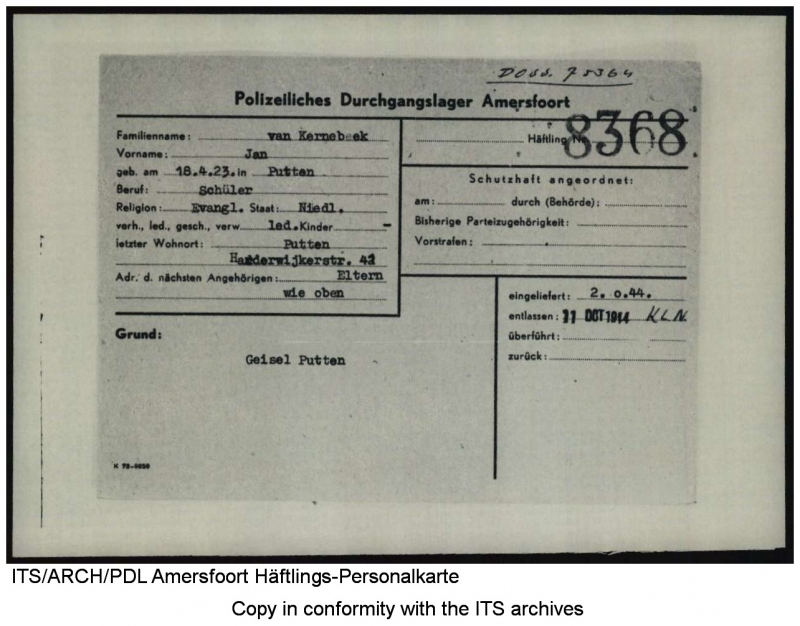 DOSS. 75364
Polizeiliches Durchgangslager Amersfoort
Familienname: van Kernebeek
Vorname: Jan
geb. am 18.4.23. in Putten
Beruf: Schüler
Religion: Evangl. Staat: Niedl.
verh., led., gesch., verw. led. Kinder -
letzter Wohnort: Putten
Harderwijkerstr. 42
Adr. d. nächsten Angehörigen: Eltern
wie oben
Häftling Nr. 8368
Schutzhaft angeordnet:
am: durch (Behörde):
Bisherige Parteizugehörigkeit:
Vorstrafen:
Grund:
Geisel Putten
eingeliefert: 2. o.44.
entlassen: 11 OCT 1944 KLN
überführt:
zurück:
ITS/ARCH/PDL Amersfoort Häftlings-Personalkarte
Copy in conformity with the ITS archives